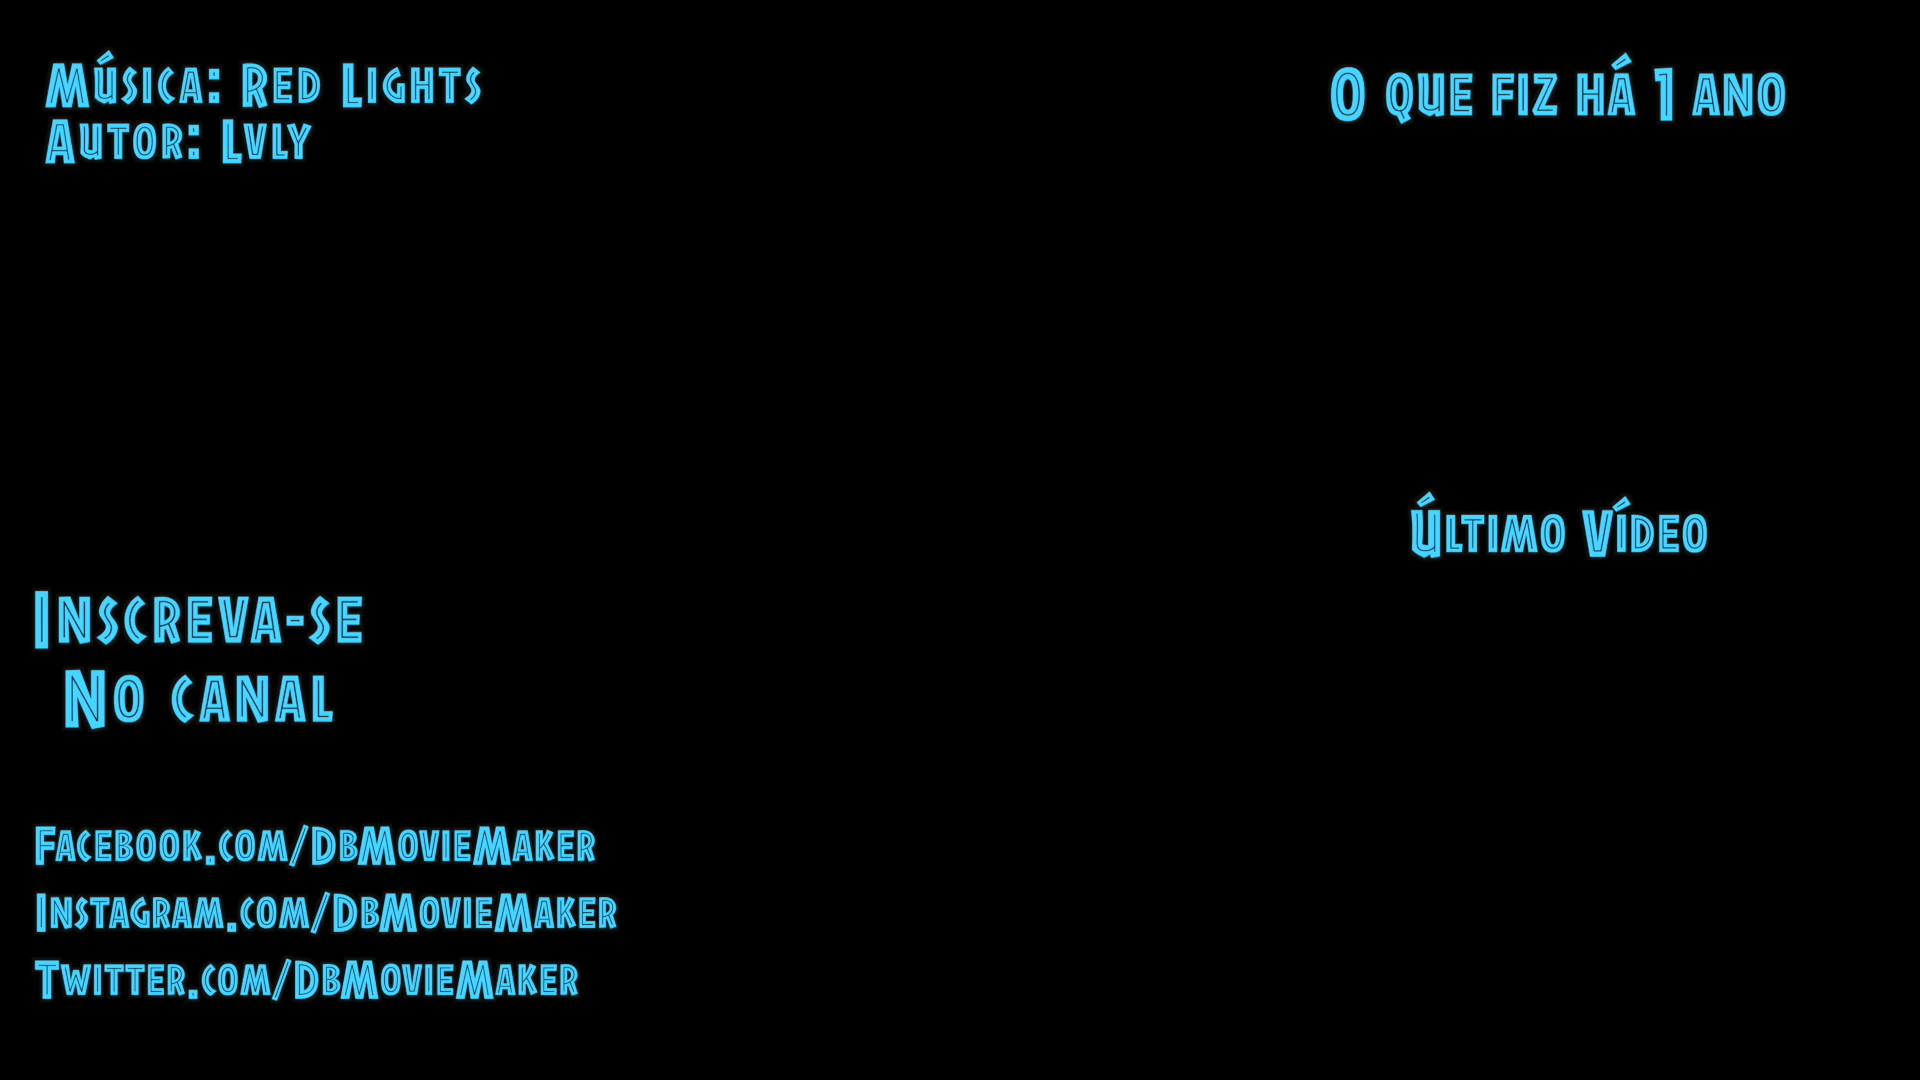 Música: Red Lights
Autor: Lvly
O que fiz há 1 ano
Último Vídeo
Inscreva-se
No canal
Facebook.com/DbMovieMaker
Instagram.com/DbMovieMaker
Twitter.com/DbMovieMaker